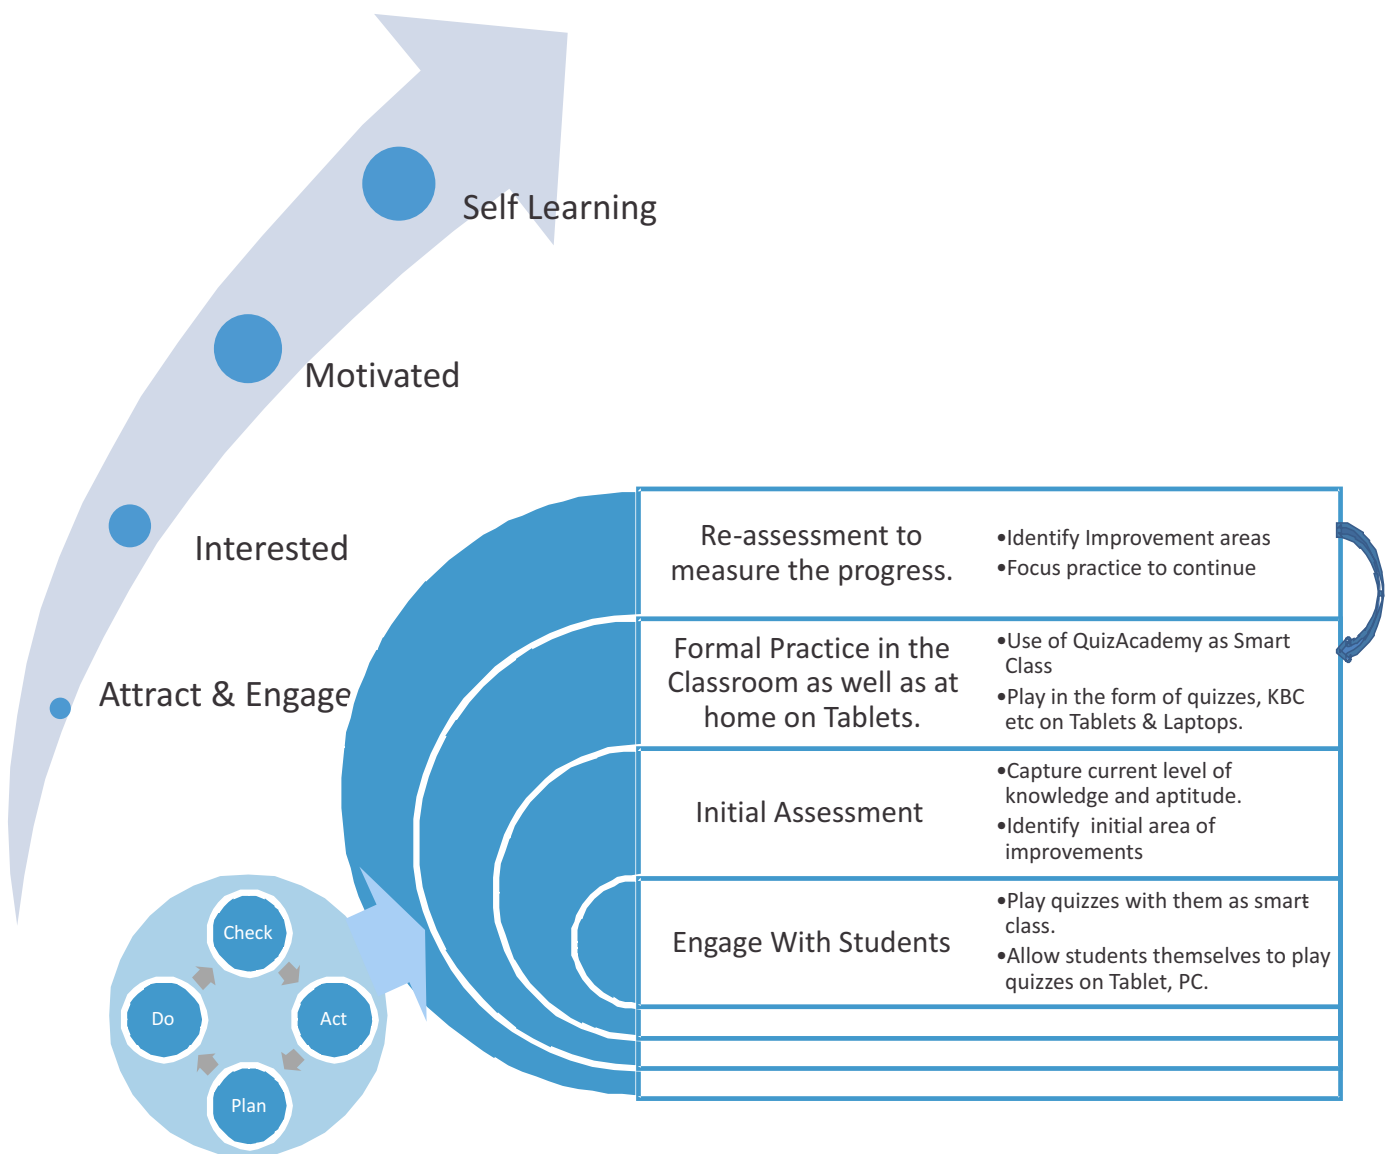 Self Learning
Motivated
Interested
Attract & Engage
Re-assessment to
measure the progress.
•Identify Improvement areas
•Focus practice to continue
Formal Practice in the
Classroom as well as at
home on Tablets.
•Use of QuizAcademy as Smart
Class
•Play in the form of quizzes, KBC
etc on Tablets & Laptops.
Initial Assessment
•Capture current level of
knowledge and aptitude.
•Identify initial area of
improvements
Engage With Students
•Play quizzes with them as smart
class.
•Allow students themselves to play
quizzes on Tablet, PC.
Check
Do
Act
Plan